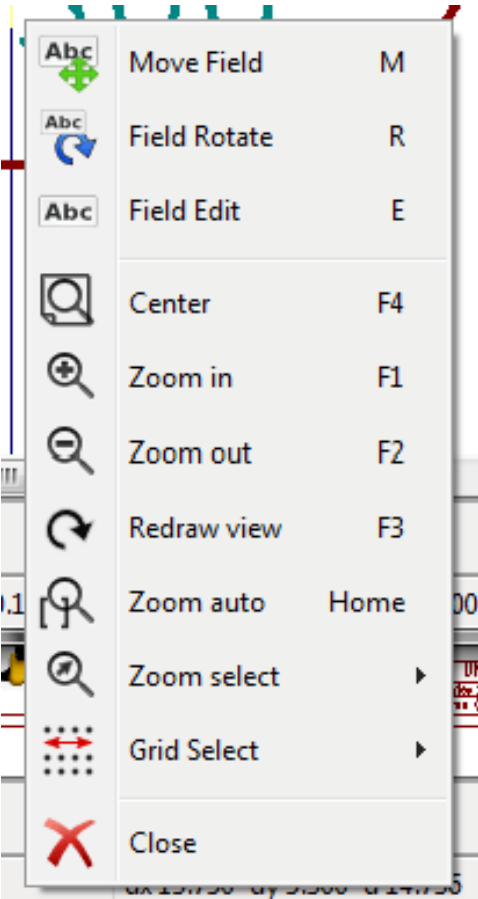 Abc Move Field M
Abc Field Rotate R
Abc Field Edit E
Center F4
Zoom in F1
Zoom out F2
Redraw view F3
Zoom auto Home
Zoom select
Grid Select
Close